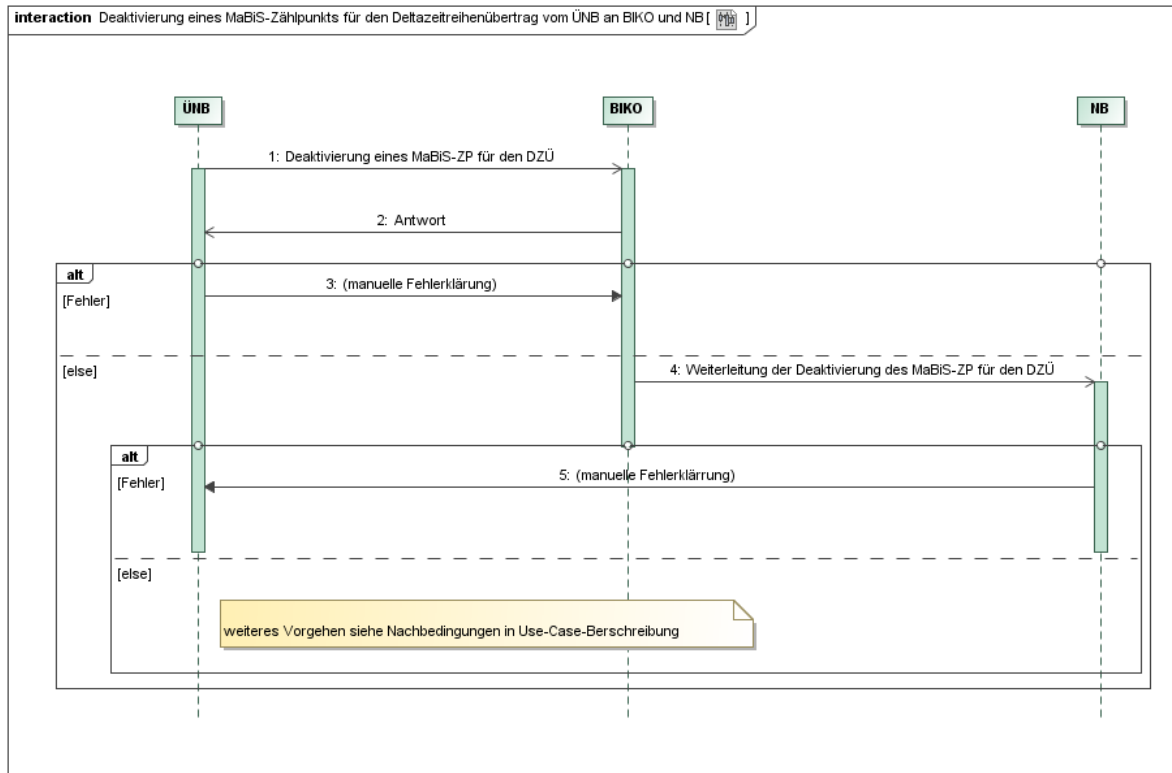 interaction Deaktivierung eines MaBiS-Zählpunkts für den Deltazeitreihenübertrag vom ÜNB an BIKO und NB [ ]
ÜNB
BIKO
NB
1: Deaktivierung eines MaBiS-ZP für den DZÜ
2: Antwort
alt
3: (manuelle Fehlerklärung)
[Fehler]
[else]
4: Weiterleitung der Deaktivierung des MaBiS-ZP für den DZÜ
alt
5: (manuelle Fehlerklärrung)
[Fehler]
[else]
weiteres Vorgehen siehe Nachbedingungen in Use-Case-Berschreibung